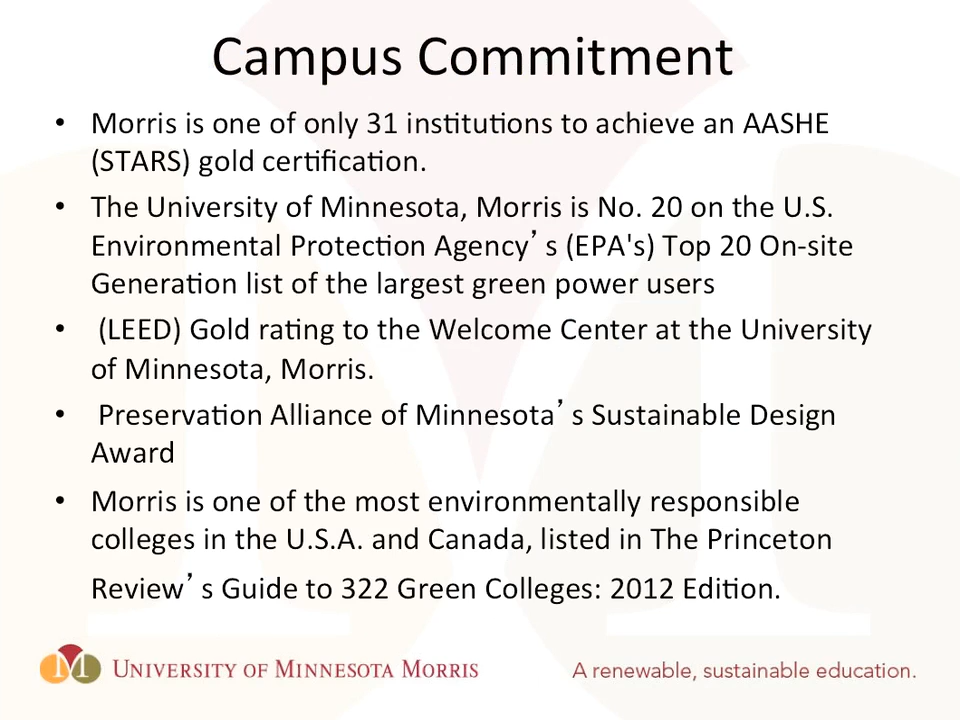 Campus Commitment
• Morris is one of only 31 institutions to achieve an AASHE
(STARS) gold certification.
• The University of Minnesota, Morris is No. 20 on the U.S.
Environmental Protection Agency’s (EPA's) Top 20 On-site
Generation list of the largest green power users
• (LEED) Gold rating to the Welcome Center at the University
of Minnesota, Morris.
• Preservation Alliance of Minnesota’s Sustainable Design
Award
• Morris is one of the most environmentally responsible
colleges in the U.S.A. and Canada, listed in The Princeton
Review’s Guide to 322 Green Colleges: 2012 Edition.
M University of Minnesota Morris
A renewable, sustainable education.